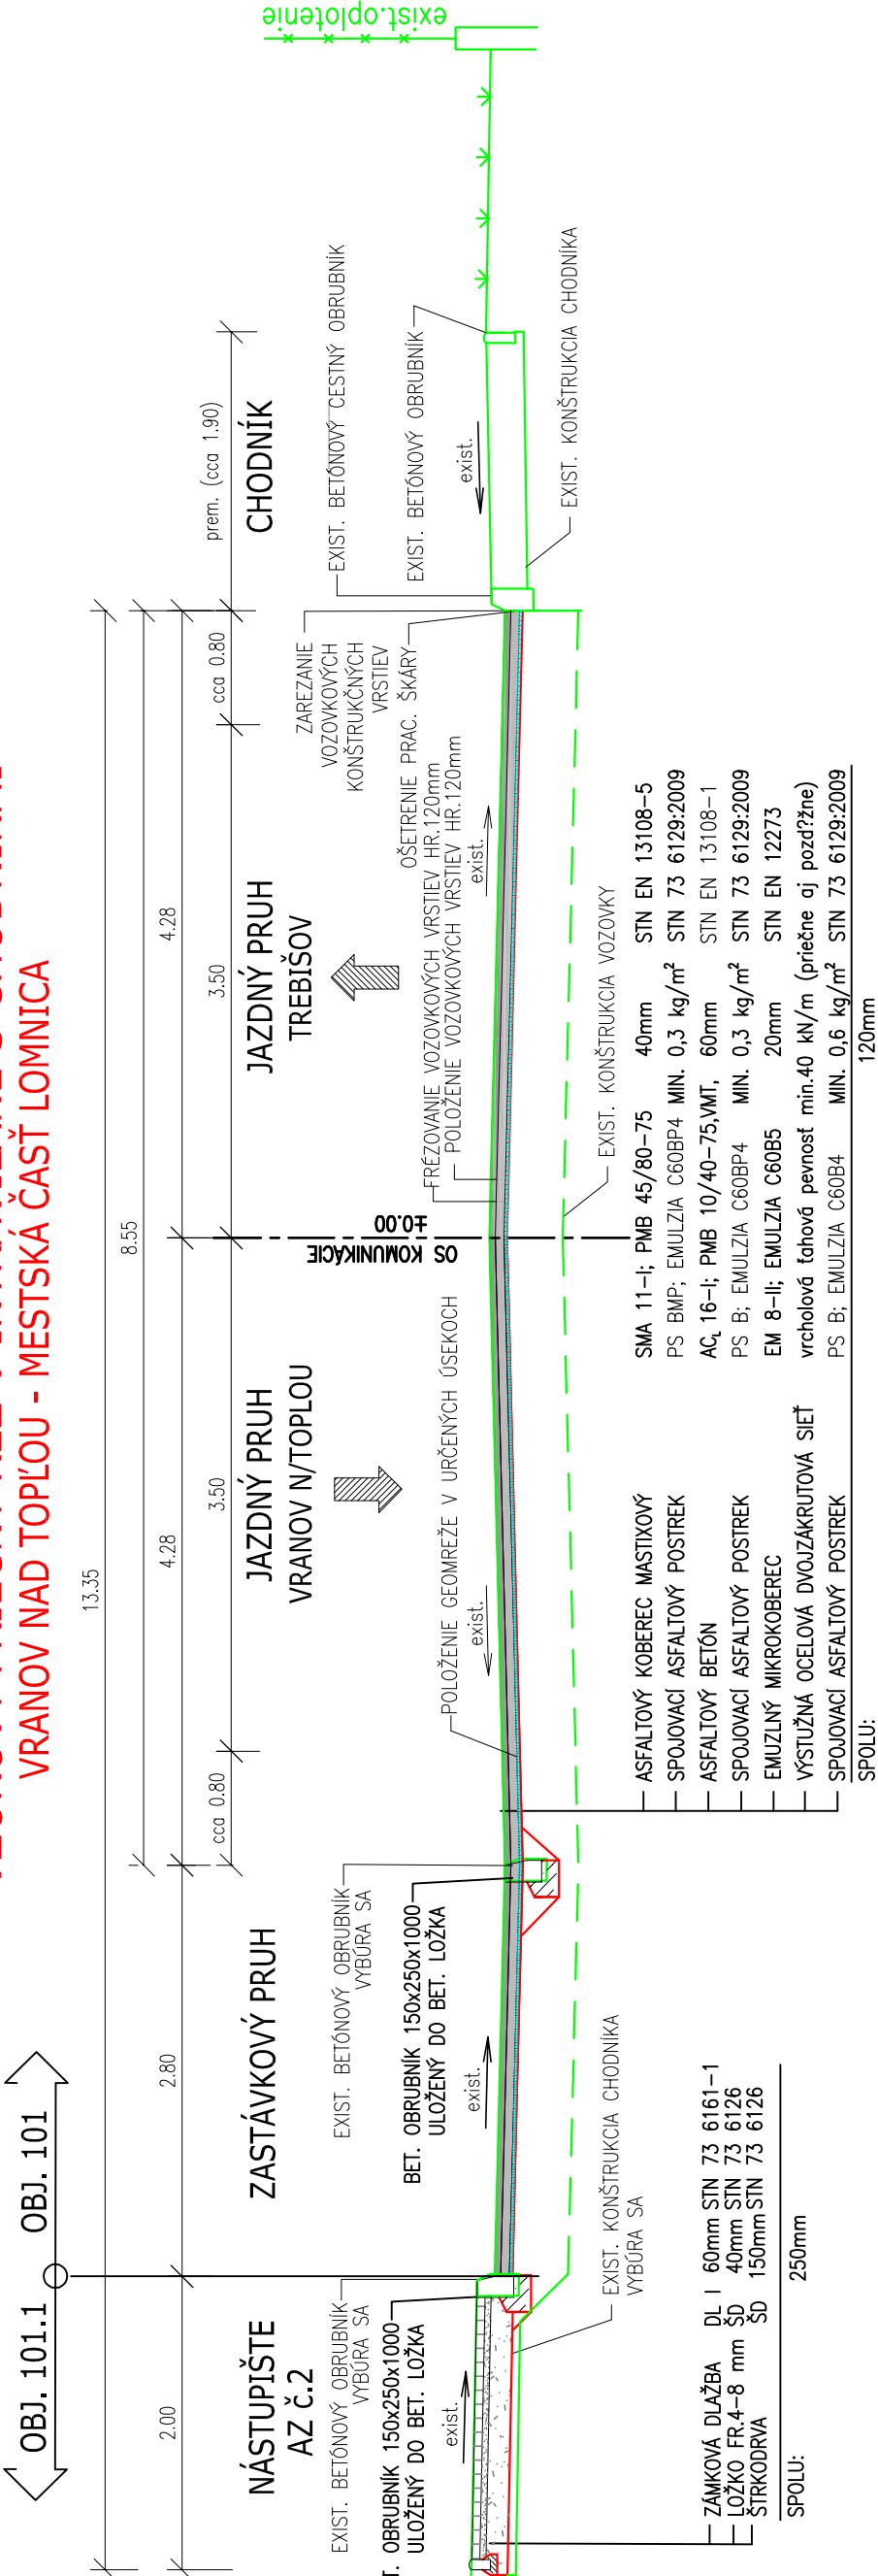 VRANOV NAD TOPĽOU - MESTSKÁ ČASŤ LOMNICA
OBJ. 101.1
OBJ. 101
13.35
8.55
2.00
2.80
4.28
4.28
cca 0.80
3.50
3.50
cca 0.80
prem. (cca 1.90)
NÁSTUPIŠTE
AZ č.2
ZASTÁVKOVÝ PRUH
JAZDNÝ PRUH
VRANOV N/TOPĽOU
JAZDNÝ PRUH
TREBIŠOV
CHODNÍK
exist.oplotenie
EXIST. BETÓNOVÝ OBRUBNÍK
VYBÚRA SA
T. OBRUBNÍK 150x250x1000
ULOŽENÝ DO BET. LOŽKA
exist.
EXIST. BETÓNOVÝ OBRUBNÍK
VYBÚRA SA
BET. OBRUBNÍK 150x250x1000
ULOŽENÝ DO BET. LOŽKA
exist.
EXIST. KONŠTRUKCIA CHODNÍKA
VYBÚRA SA
POLOŽENIE GEOMREŽE V URČENÝCH ÚSEKOCH
exist.
OS KOMUNIKÁCIE
±0.00
FRÉZOVANIE VOZOVKOVÝCH VRSTIEV HR.120mm
POLOŽENIE VOZOVKOVÝCH VRSTIEV HR.120mm
exist.
ZAREZANIE
VOZOVKOVÝCH
KONŠTRUKČNÝCH
VRSTIEV
OŠETRENIE PRAC. ŠKÁRY
EXIST. BETÓNOVÝ CESTNÝ OBRUBNÍK
EXIST. BETÓNOVÝ OBRUBNÍK
exist.
EXIST. KONŠTRUKCIA CHODNÍKA
EXIST. KONŠTRUKCIA VOZOVKY
ASFALTOVÝ KOBEREC MASTIXOVÝ SMA 11-I; PMB 45/80-75 40mm STN EN 13108-5
SPOJOVACÍ ASFALTOVÝ POSTREK PS BMP; EMULZIA C60BP4 MIN. 0,3 kg/m² STN 73 6129:2009
ASFALTOVÝ BETÓN ACL 16-I; PMB 10/40-75,VMT, 60mm STN EN 13108-1
SPOJOVACÍ ASFALTOVÝ POSTREK PS B; EMULZIA C60BP4 MIN. 0,3 kg/m² STN 73 6129:2009
EMUZLNÝ MIKROKOBEREC EM 8-II; EMULZIA C60B5 20mm STN EN 12273
VÝSTUŽNÁ OCELOVÁ DVOJZÁKRUTOVÁ SIEŤ vrcholová ťahová pevnosť min.40 kN/m (priečne aj pozd?žne)
SPOJOVACÍ ASFALTOVÝ POSTREK PS B; EMULZIA C60B4 MIN. 0,6 kg/m² STN 73 6129:2009
SPOLU: 120mm
ZÁMKOVÁ DLAŽBA DL I 60mm STN 73 6161-1
LOŽKO FR.4-8 mm ŠD 40mm STN 73 6126
ŠTRKODRVA ŠD 150mm STN 73 6126
SPOLU: 250mm